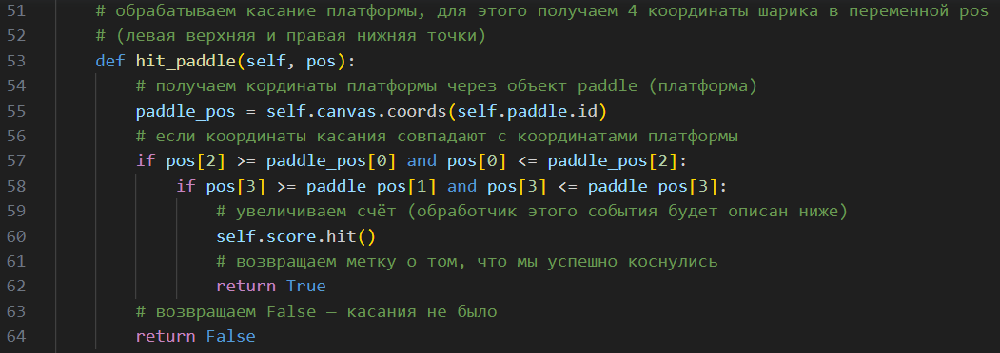 51 # обрабатываем касание платформы, для этого получаем 4 координаты шарика в переменной pos
52 # (левая верхняя и правая нижняя точки)
53 def hit_paddle(self, pos):
54 # получаем кординаты платформы через объект paddle (платформа)
55 paddle_pos = self.canvas.coords(self.paddle.id)
56 # если координаты касания совпадают с координатами платформы
57 if pos[2] >= paddle_pos[0] and pos[0] <= paddle_pos[2]:
58 if pos[3] >= paddle_pos[1] and pos[3] <= paddle_pos[3]:
59 # увеличиваем счёт (обработчик этого события будет описан ниже)
60 self.score.hit()
61 # возвращаем метку о том, что мы успешно коснулись
62 return True
63 # возвращаем False — касания не было
64 return False